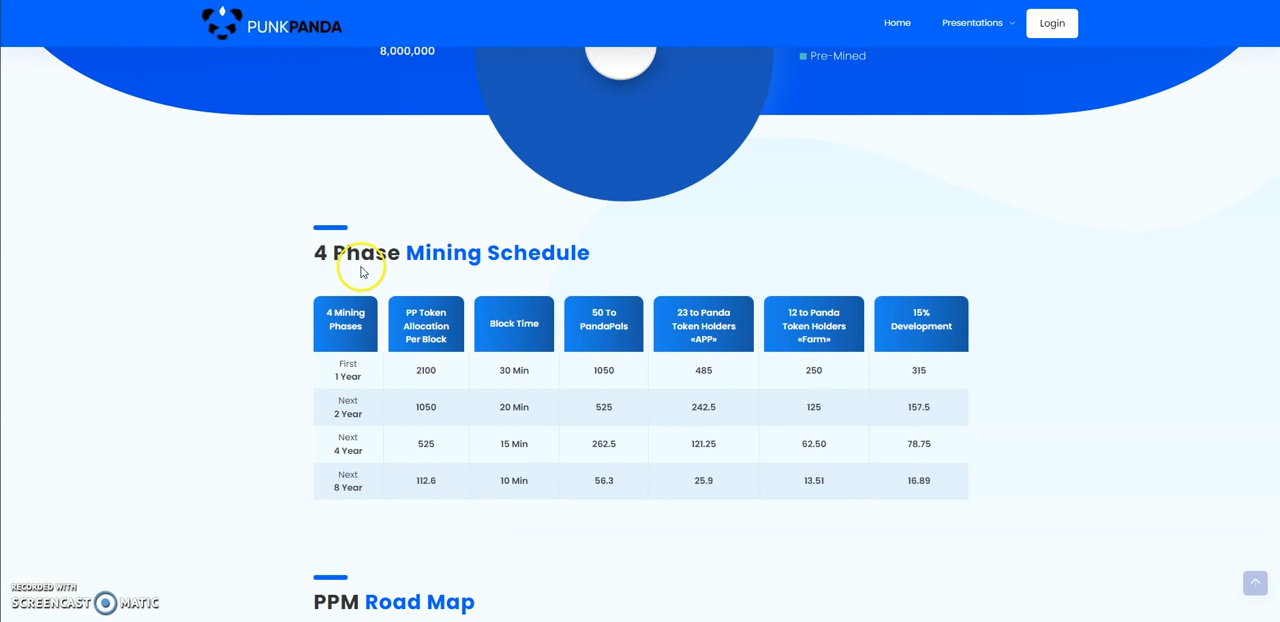 PUNKPANDA
Home
Presentations
Login
8,000,000
Pre-Mined
4 Phase Mining Schedule
4 Mining
Phases
PP Token
Allocation
Per Block
Block Time
50 To
PandaPals
23 to Panda
Token Holders
«APP»
12 to Panda
Token Holders
«Farm»
15%
Development
First
1 Year
2100
30 Min
1050
485
250
315
Next
2 Year
1050
20 Min
525
242.5
125
157.5
Next
4 Year
525
15 Min
262.5
121.25
62.50
78.75
Next
8 Year
112.6
10 Min
56.3
25.9
13.51
16.89
PPM Road Map
RECORDED WITH
SCREENCAST MATIC